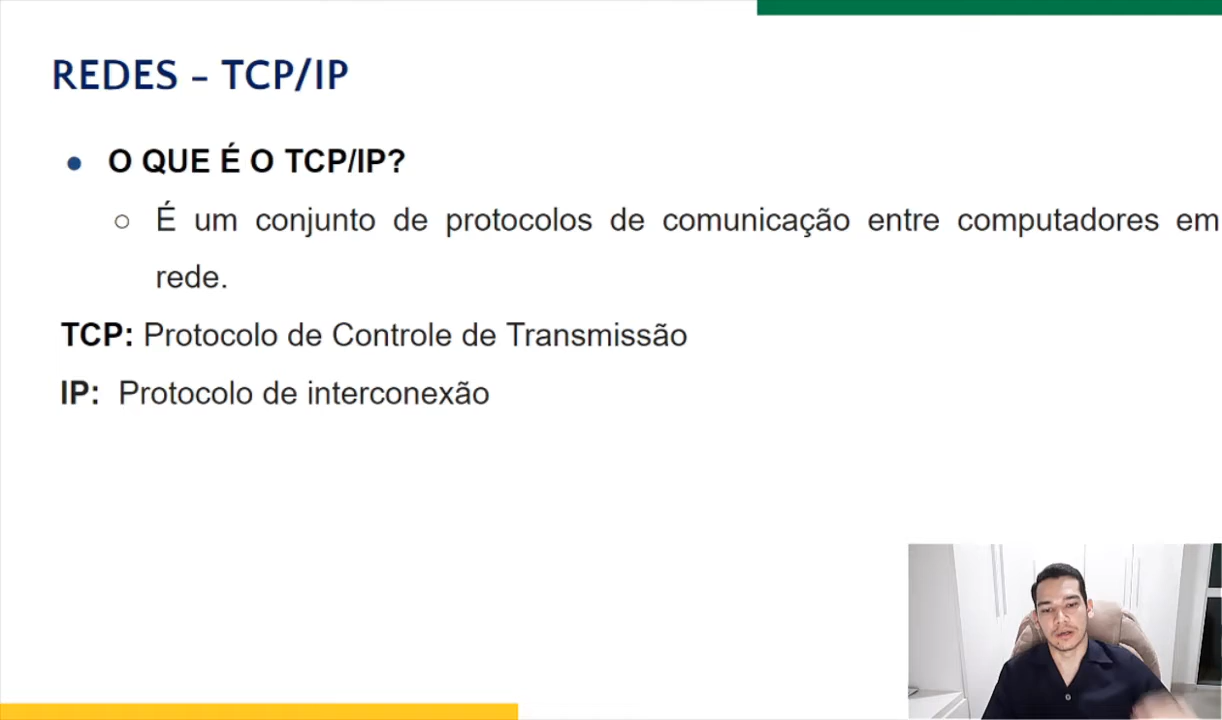 REDES – TCP/IP
● O QUE É O TCP/IP?
○ É um conjunto de protocolos de comunicação entre computadores em
rede.
TCP: Protocolo de Controle de Transmissão
IP: Protocolo de interconexão